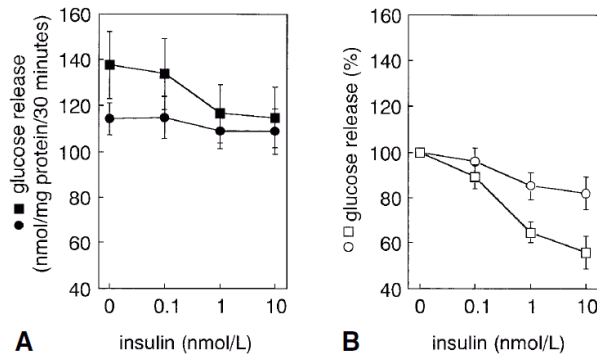 ● ■ glucose release
(nmol/mg protein/30 minutes)
160
140
120
100
80
60
40
0 0.1 1 10
A insulin (nmol/L)
○ □ glucose release (%)
160
140
120
100
80
60
40
0 0.1 1 10
B insulin (nmol/L)